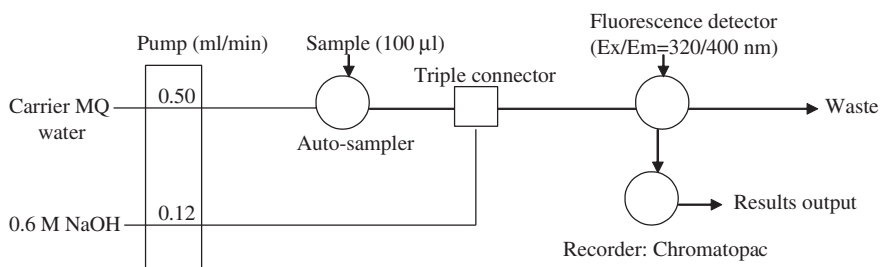 Fluorescence detector
(Ex/Em=320/400 nm)
Pump (ml/min)
Sample (100 μl)
Triple connector
Carrier MQ
water
0.50
Waste
Auto-sampler
0.6 M NaOH
0.12
Results output
Recorder: Chromatopac